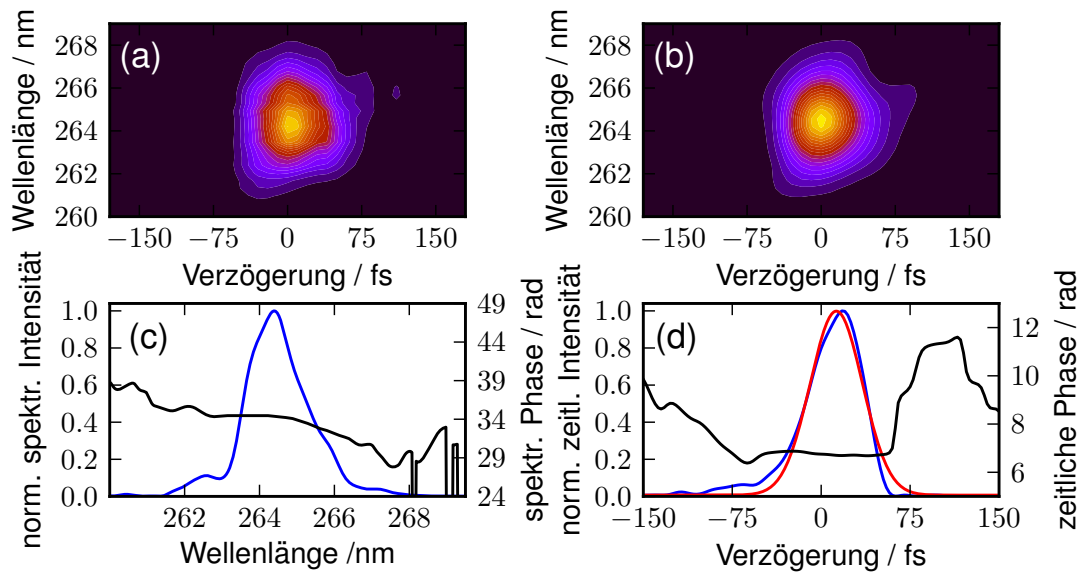 (a)
Wellenlänge / nm
268
266
264
262
260
−150 −75 0 75 150
Verzögerung / fs
(b)
Wellenlänge / nm
268
266
264
262
260
−150 −75 0 75 150
Verzögerung / fs
(c)
norm. spektr. Intensität
1.0
0.8
0.6
0.4
0.2
0.0
262 264 266 268
Wellenlänge /nm
49
44
39
34
29
24
spektr. Phase / rad
(d)
norm. zeitl. Intensität
1.0
0.8
0.6
0.4
0.2
0.0
−150 −75 0 75 150
Verzögerung / fs
12
10
8
6
zeitliche Phase / rad